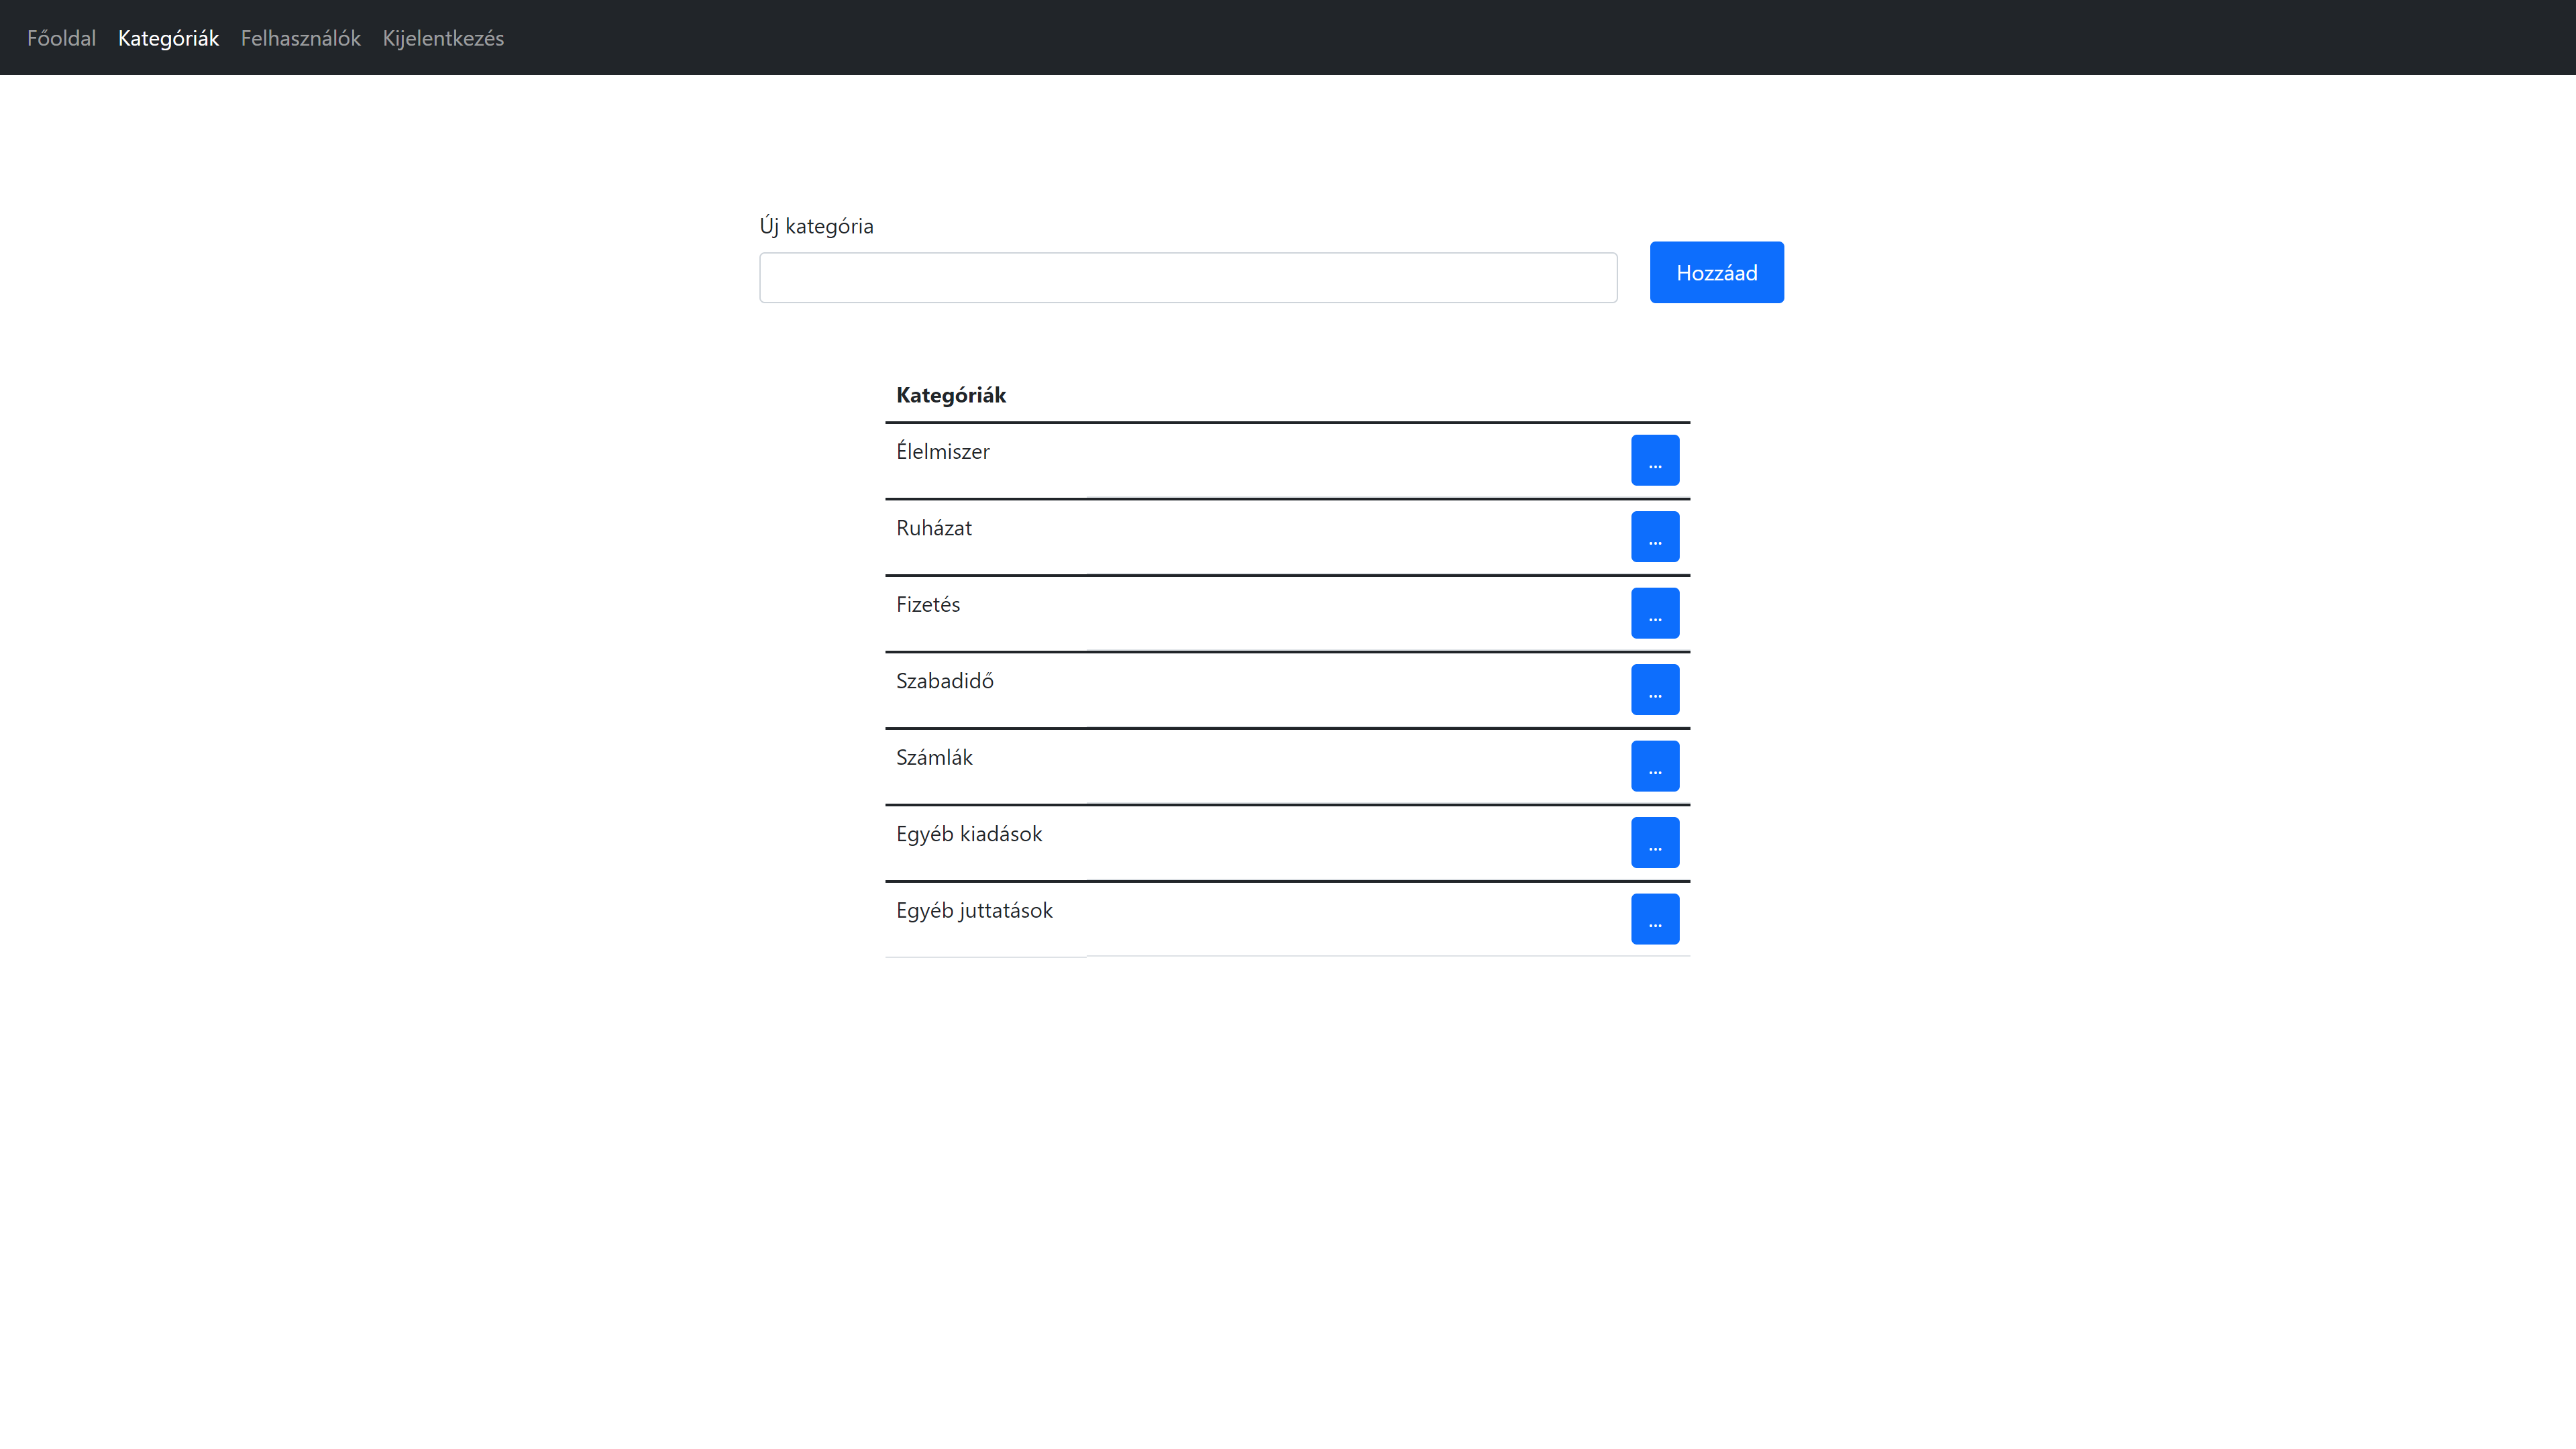 Főoldal Kategóriák Felhasználók Kijelentkezés
Új kategória
Hozzáad
Kategóriák
Élelmiszer ...
Ruházat ...
Fizetés ...
Szabadidő ...
Számlák ...
Egyéb kiadások ...
Egyéb juttatások ...